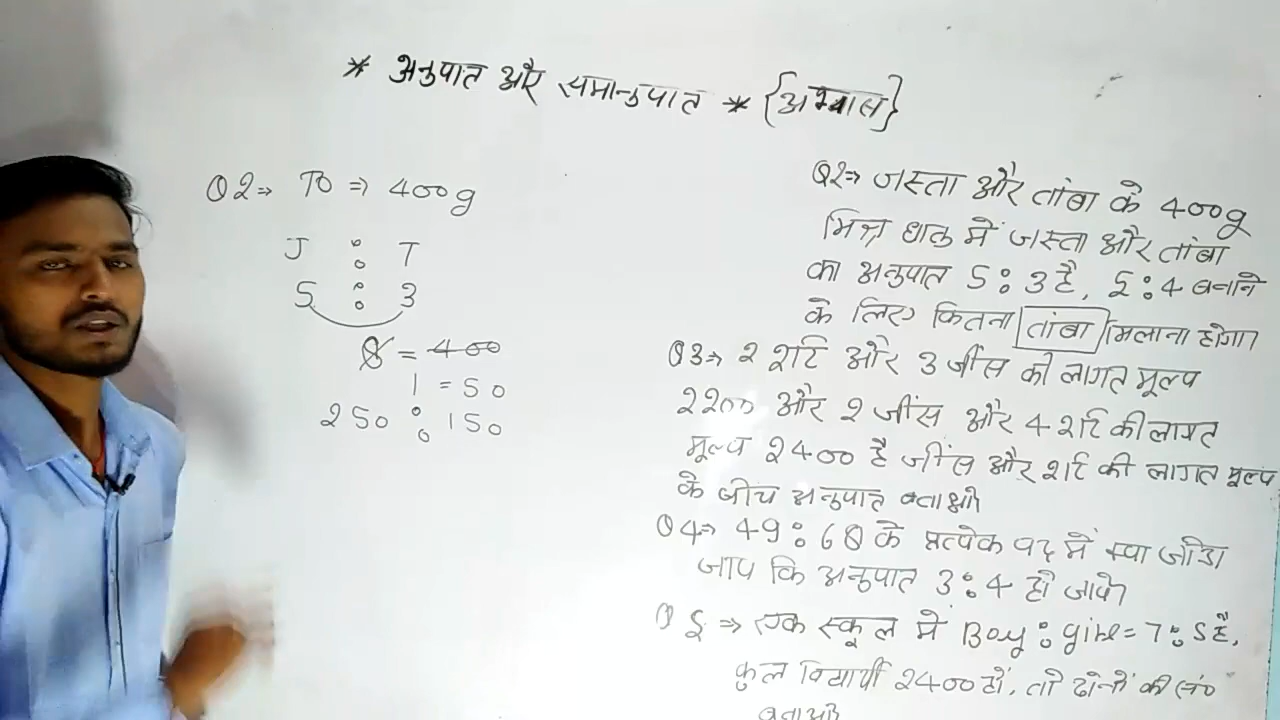 * अनुपात और समानुपात * {अभ्यास}
Q2⇒ TO ⇒ 400g
J : T
5 : 3
8 = 400
1 = 50
250 : 150
Q2⇒ जस्ता और तांबा के 400g
मिश्र धातु में जस्ता और तांबा
का अनुपात 5:3 है, 5:4 बनाने
के लिए कितना तांबा मिलाना होगा
Q3⇒ 2 शर्ट और 3 जींस की लागत मूल्य
2200 और 2 जींस और 4 शर्ट की लागत
मूल्य 2400 है जींस और शर्ट की लागत मूल्य
के बीच अनुपात बताओ
Q4⇒ 49:68 के प्रत्येक पद में क्या जोड़ा
जाय कि अनुपात 3:4 हो जाये
Q5⇒ एक स्कूल में Boy:girl=7:5 है,
कुल विद्यार्थी 2400 हों, तो दोनों की सं०
बताओ